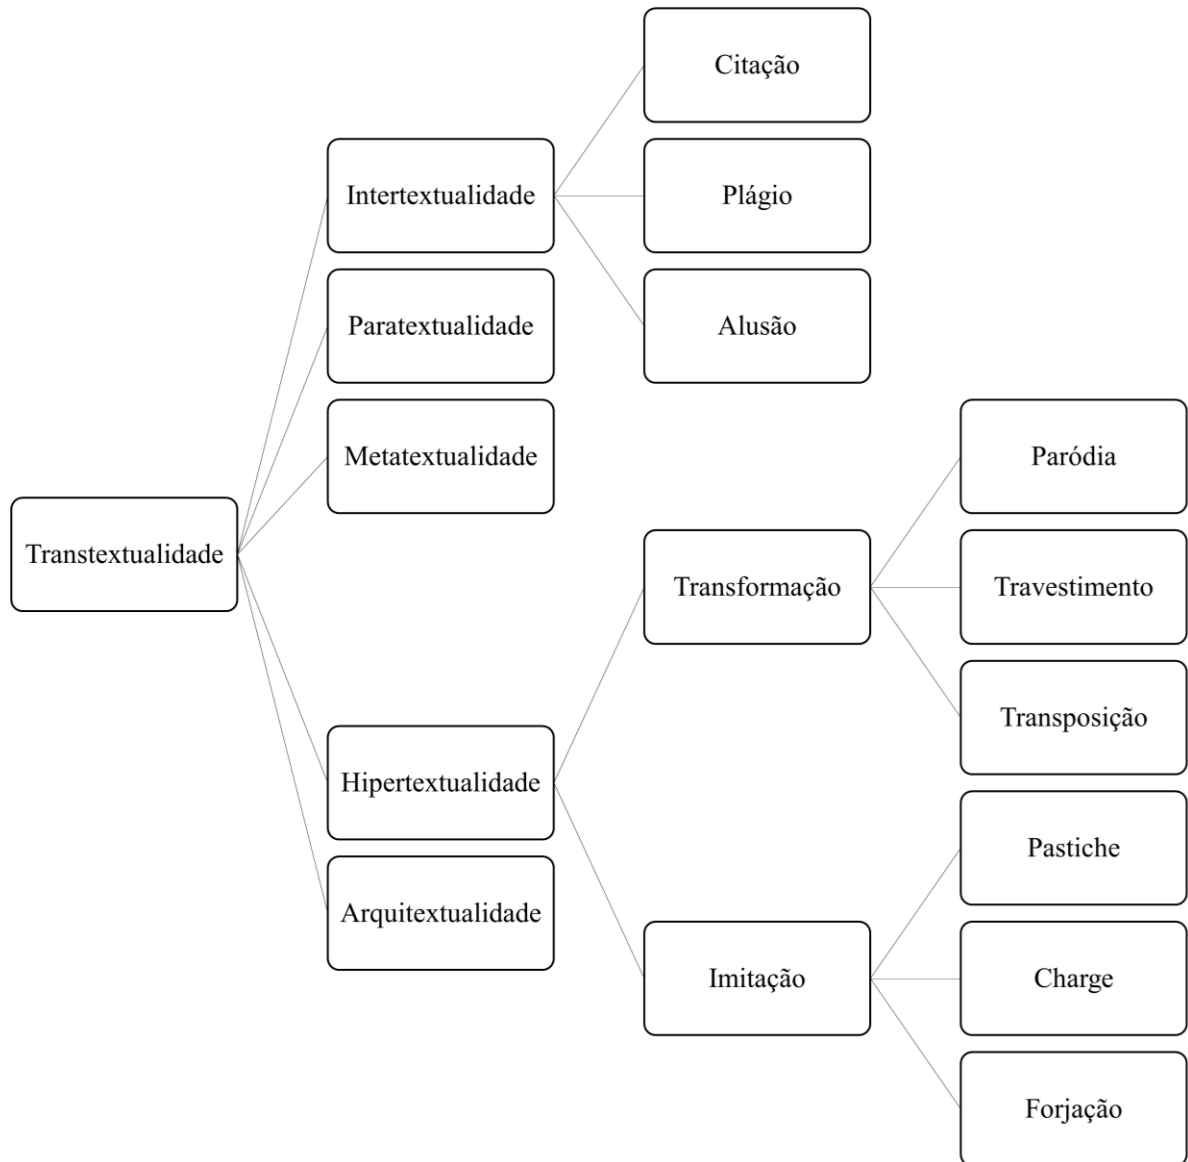 Citação
Intertextualidade
Plágio
Paratextualidade
Alusão
Metatextualidade
Paródia
Transtextualidade
Transformação
Travestimento
Transposição
Hipertextualidade
Pastiche
Arquitextualidade
Imitação
Charge
Forjação